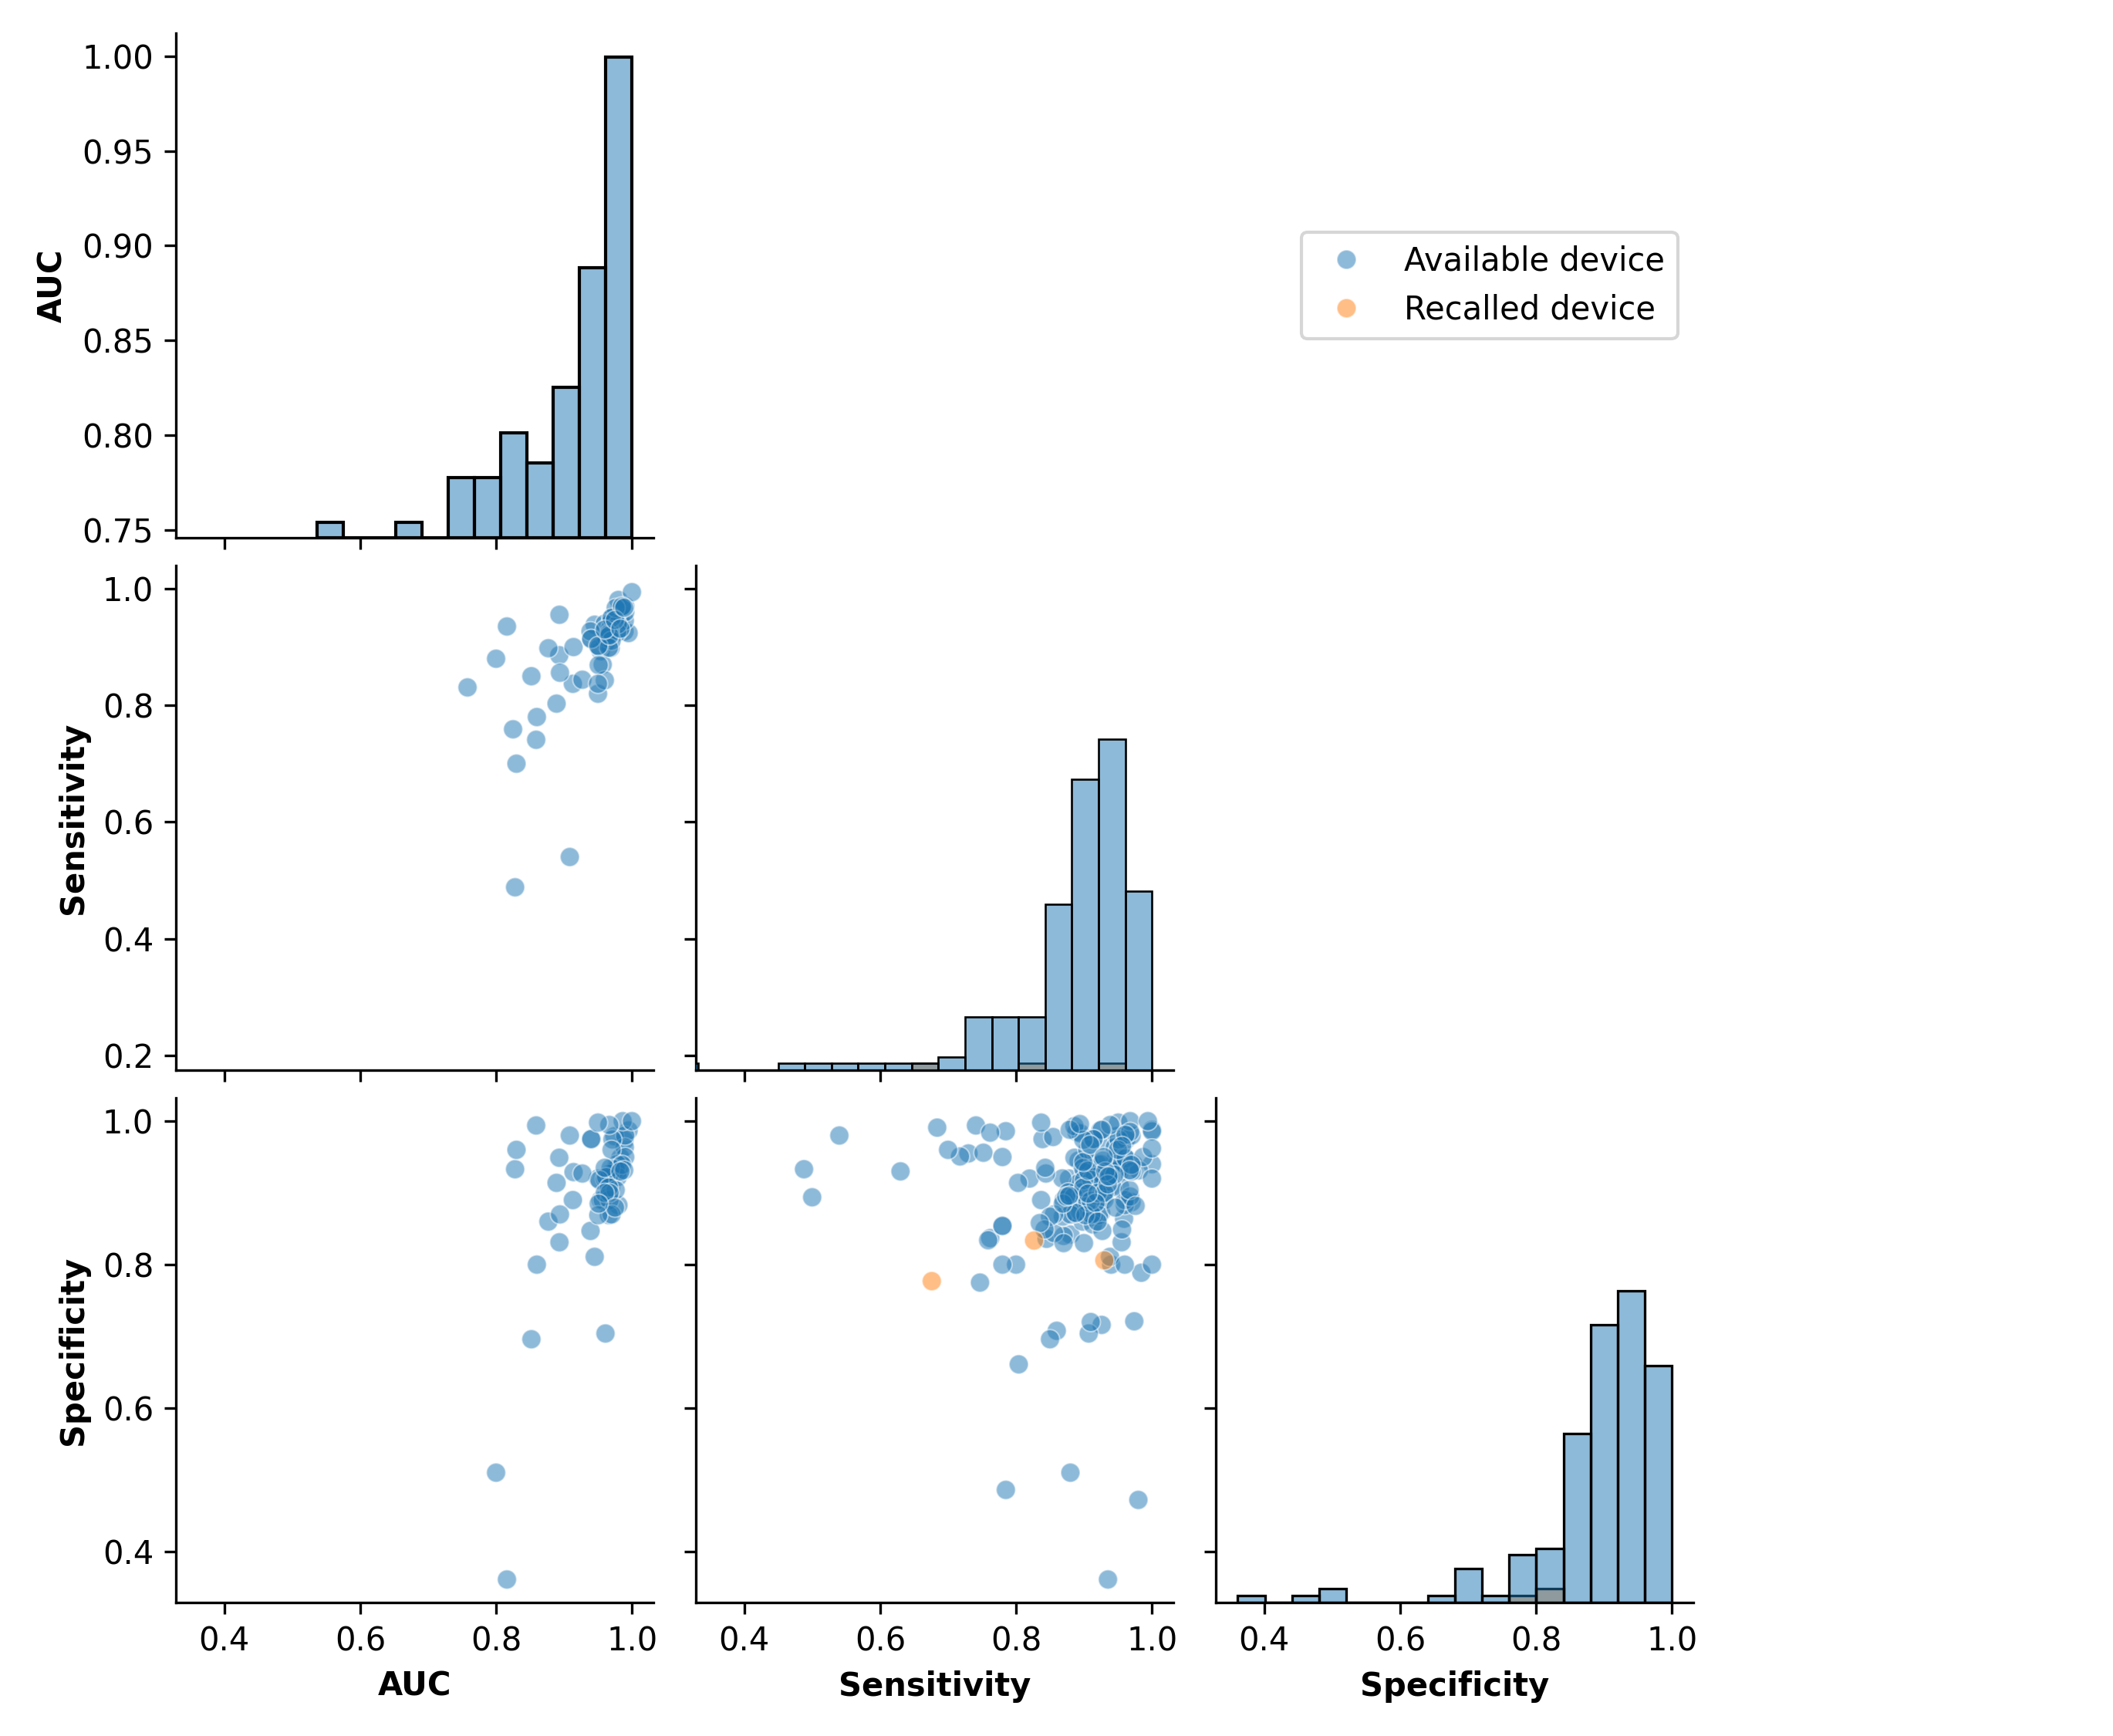 1.00
0.95
0.90
0.85
0.80
0.75
AUC
Available device
Recalled device
1.0
0.8
0.6
0.4
0.2
Sensitivity
1.0
0.8
0.6
0.4
Specificity
0.4 0.6 0.8 1.0 0.4 0.6 0.8 1.0 0.4 0.6 0.8 1.0
AUC Sensitivity Specificity